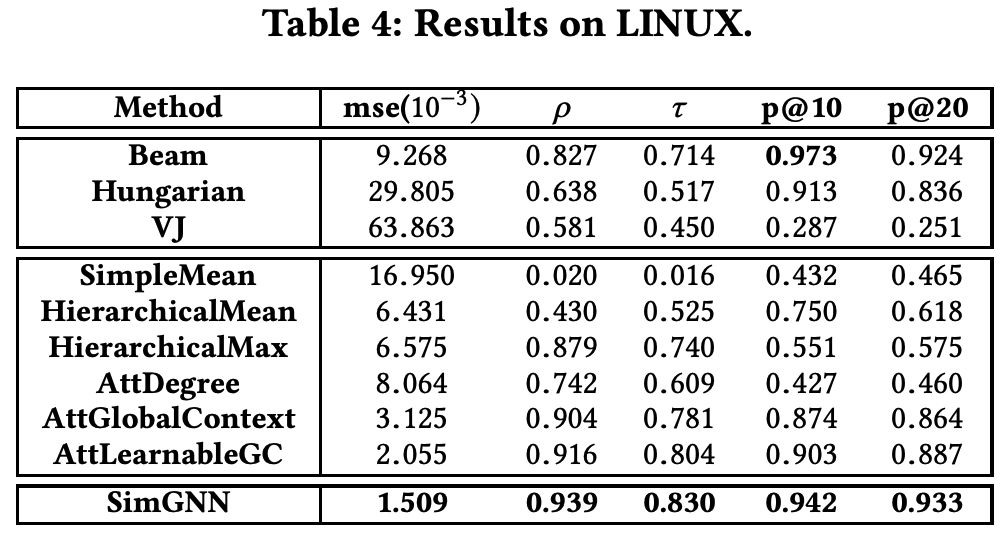 Table 4: Results on LINUX.
Method mse(10⁻³) ρ τ p@10 p@20
Beam 9.268 0.827 0.714 0.973 0.924
Hungarian 29.805 0.638 0.517 0.913 0.836
VJ 63.863 0.581 0.450 0.287 0.251
SimpleMean 16.950 0.020 0.016 0.432 0.465
HierarchicalMean 6.431 0.430 0.525 0.750 0.618
HierarchicalMax 6.575 0.879 0.740 0.551 0.575
AttDegree 8.064 0.742 0.609 0.427 0.460
AttGlobalContext 3.125 0.904 0.781 0.874 0.864
AttLearnableGC 2.055 0.916 0.804 0.903 0.887
SimGNN 1.509 0.939 0.830 0.942 0.933